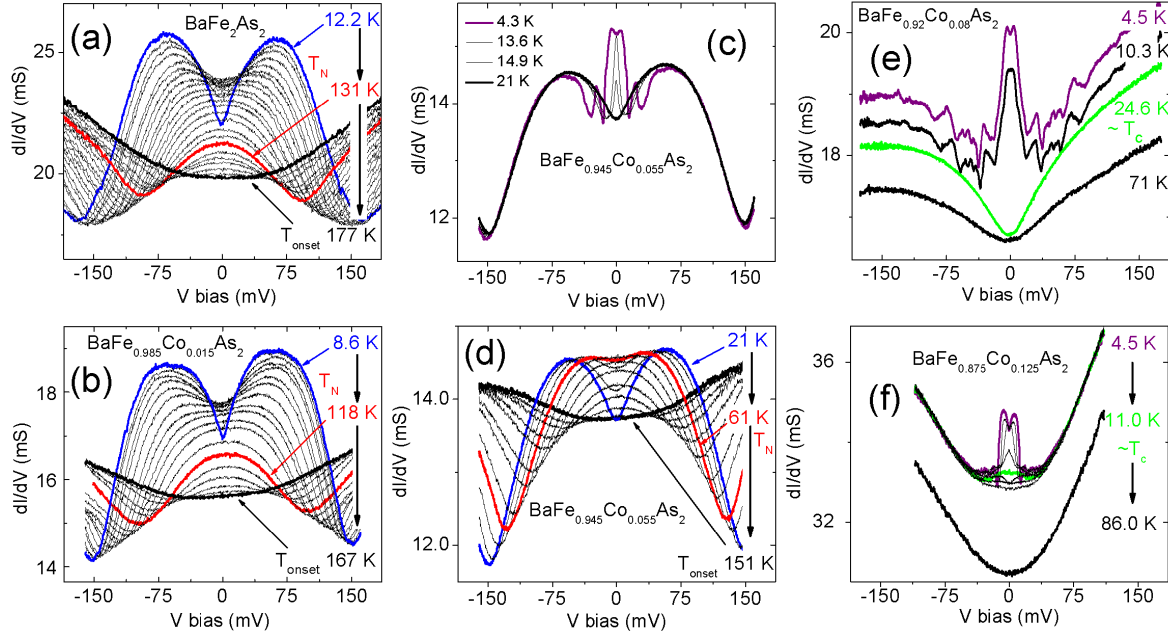 (a)
BaFe2As2
12.2 K
TN
131 K
Tonset 177 K
25
20
dI/dV (mS)
-150 -75 0 75 150
V bias (mV)
(c)
4.3 K
13.6 K
14.9 K
21 K
BaFe0.945Co0.055As2
16
14
12
dI/dV (mS)
-150 -75 0 75 150
V bias (mV)
(e)
BaFe0.92Co0.08As2
4.5 K
10.3 K
24.6 K
~ Tc
71 K
20
18
dI/dV (mS)
-150 -75 0 75 150
V bias (mV)
(b)
BaFe0.985Co0.015As2
8.6 K
TN
118 K
Tonset 167 K
18
16
14
dI/dV (mS)
-150 -75 0 75 150
V bias (mV)
(d)
21 K
61 K
TN
BaFe0.945Co0.055As2
Tonset 151 K
14.0
12.0
dI/dV (mS)
-150 -75 0 75 150
V bias (mV)
BaFe0.875Co0.125As2
(f)
4.5 K
11.0 K
~Tc
86.0 K
36
32
dI/dV (mS)
-150 -75 0 75 150
V bias (mV)